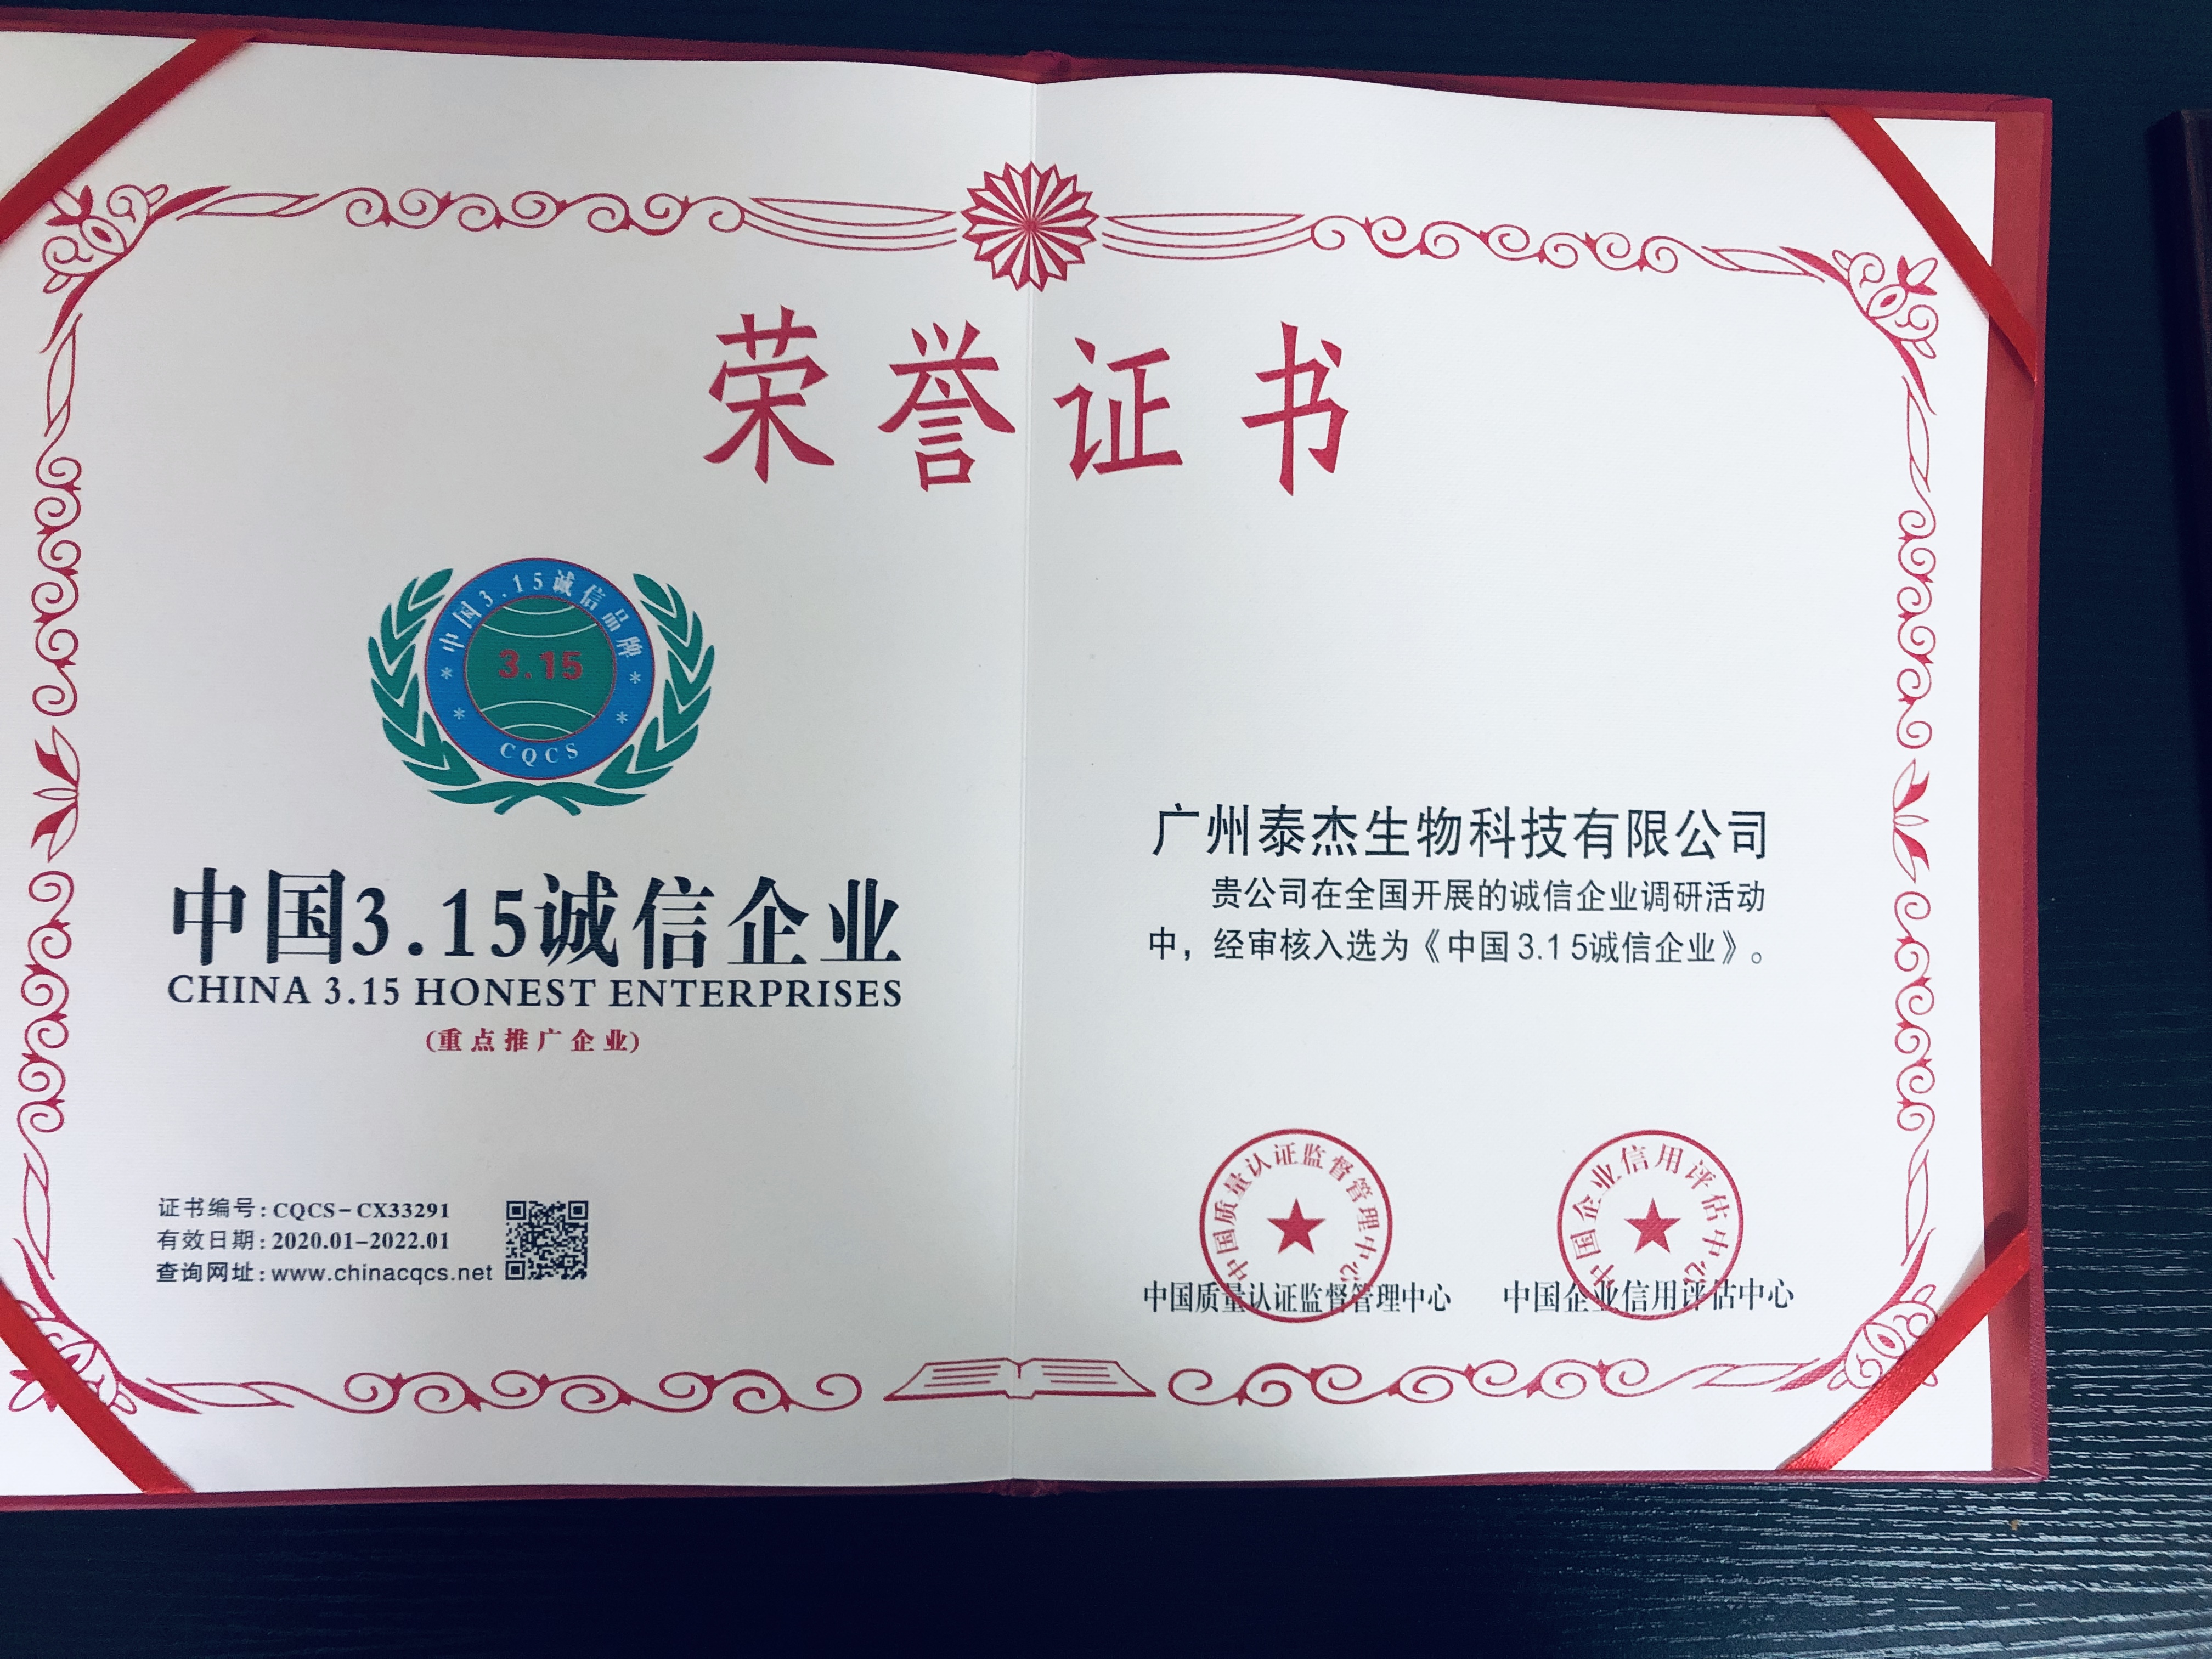 荣誉证书
中国3.15诚信品牌
3.15
CQCS
中国3.15诚信企业
CHINA 3.15 HONEST ENTERPRISES
(重点推广企业)
证书编号:CQCS-CX33291
有效日期:2020.01-2022.01
查询网址:www.chinacqcs.net
广州泰杰生物科技有限公司
贵公司在全国开展的诚信企业调研活动
中，经审核入选为《中国3.15诚信企业》。
中国质量认证监督管理中心
中国质量认证监督管理中心
中国企业信用评估中心
中国企业信用评估中心